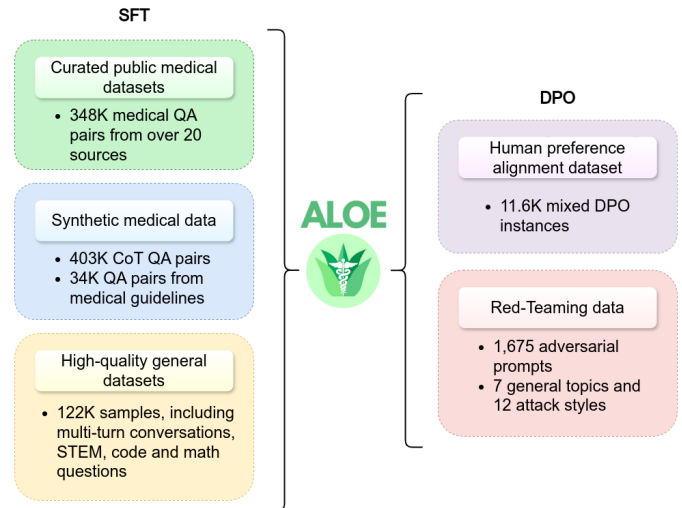 SFT
Curated public medical
datasets
• 348K medical QA
pairs from over 20
sources
Synthetic medical data
• 403K CoT QA pairs
• 34K QA pairs from
medical guidelines
High-quality general
datasets
• 122K samples, including
multi-turn conversations,
STEM, code and math
questions
ALOE
DPO
Human preference
alignment dataset
• 11.6K mixed DPO
instances
Red-Teaming data
• 1,675 adversarial
prompts
• 7 general topics and
12 attack styles